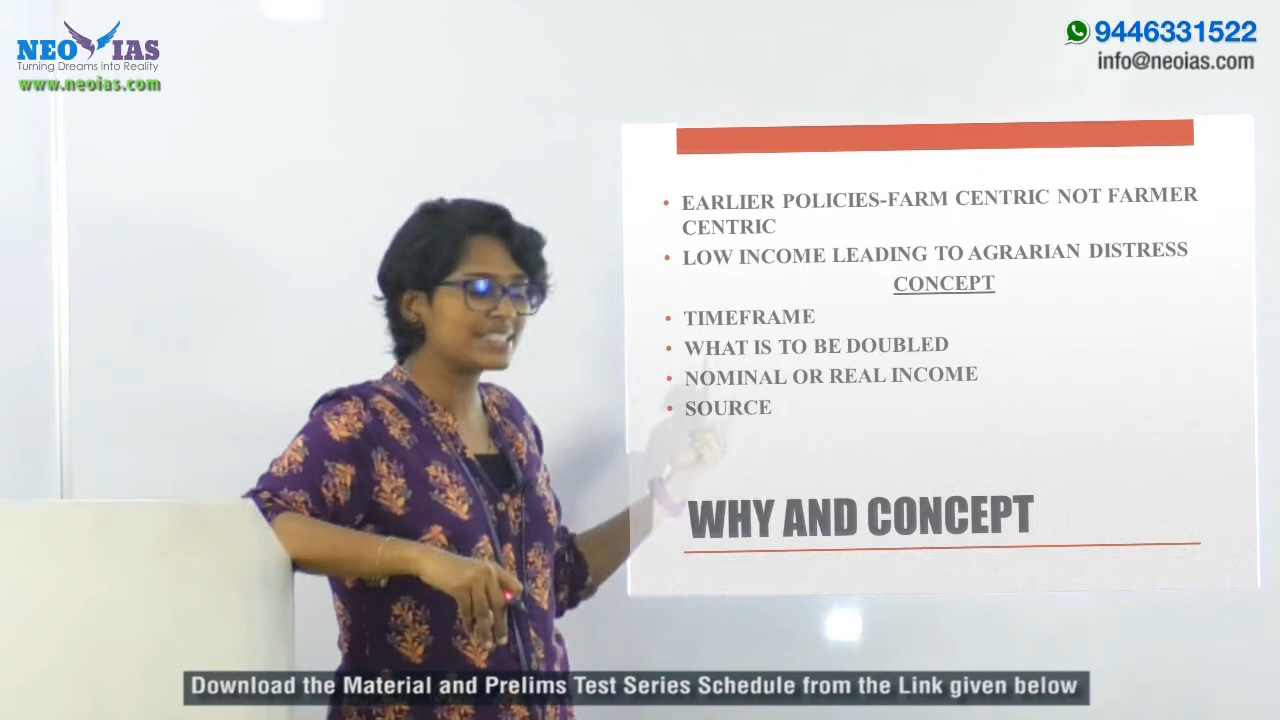 NEO IAS
Turning Dreams into Reality
www.neoias.com
9446331522
info@neoias.com
• EARLIER POLICIES-FARM CENTRIC NOT FARMER
CENTRIC
• LOW INCOME LEADING TO AGRARIAN DISTRESS
CONCEPT
• TIMEFRAME
• WHAT IS TO BE DOUBLED
• NOMINAL OR REAL INCOME
• SOURCE
WHY AND CONCEPT
Download the Material and Prelims Test Series Schedule from the Link given below